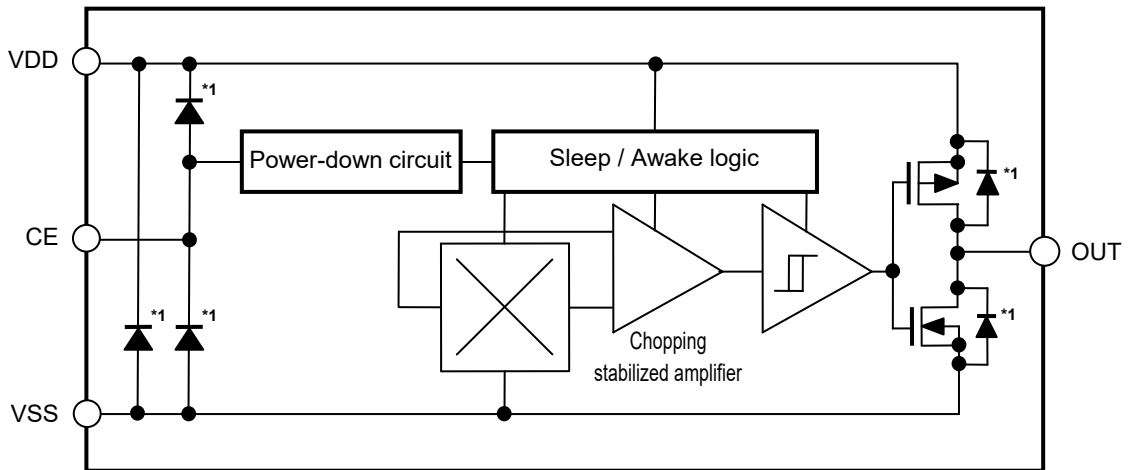 VDD
*1
Power-down circuit
Sleep / Awake logic
*1
CE
OUT
*1
*1
*1
Chopping
stabilized amplifier
VSS